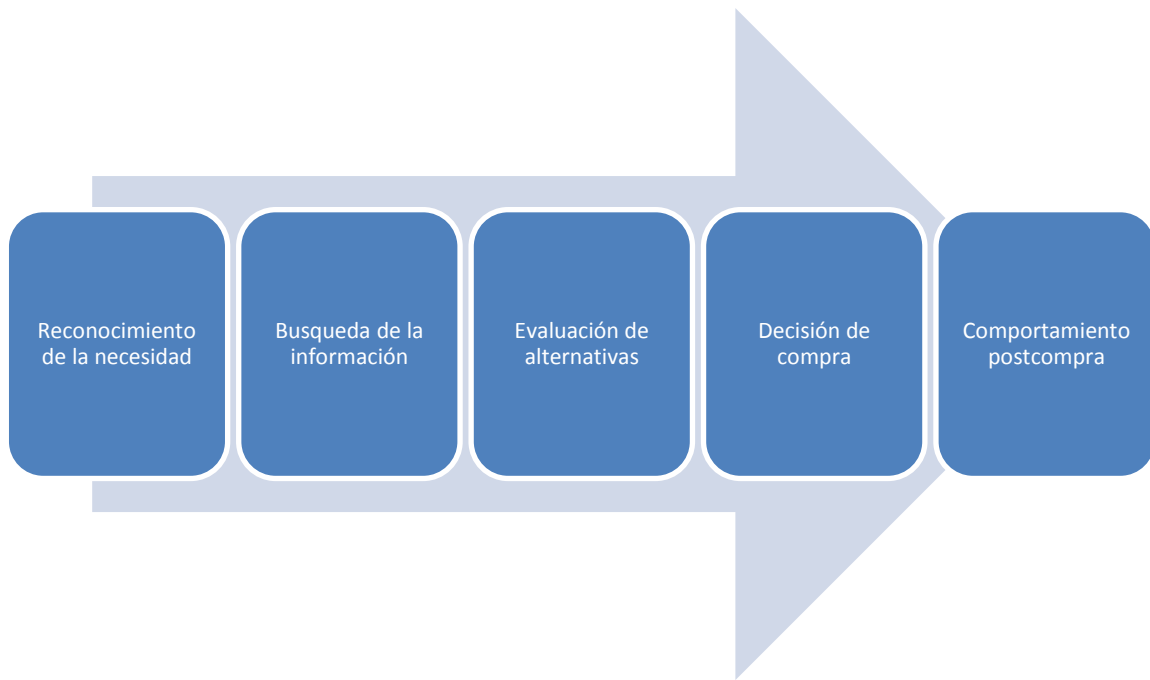 Reconocimiento
de la necesidad
Busqueda de la
información
Evaluación de
alternativas
Decisión de
compra
Comportamiento
postcompra